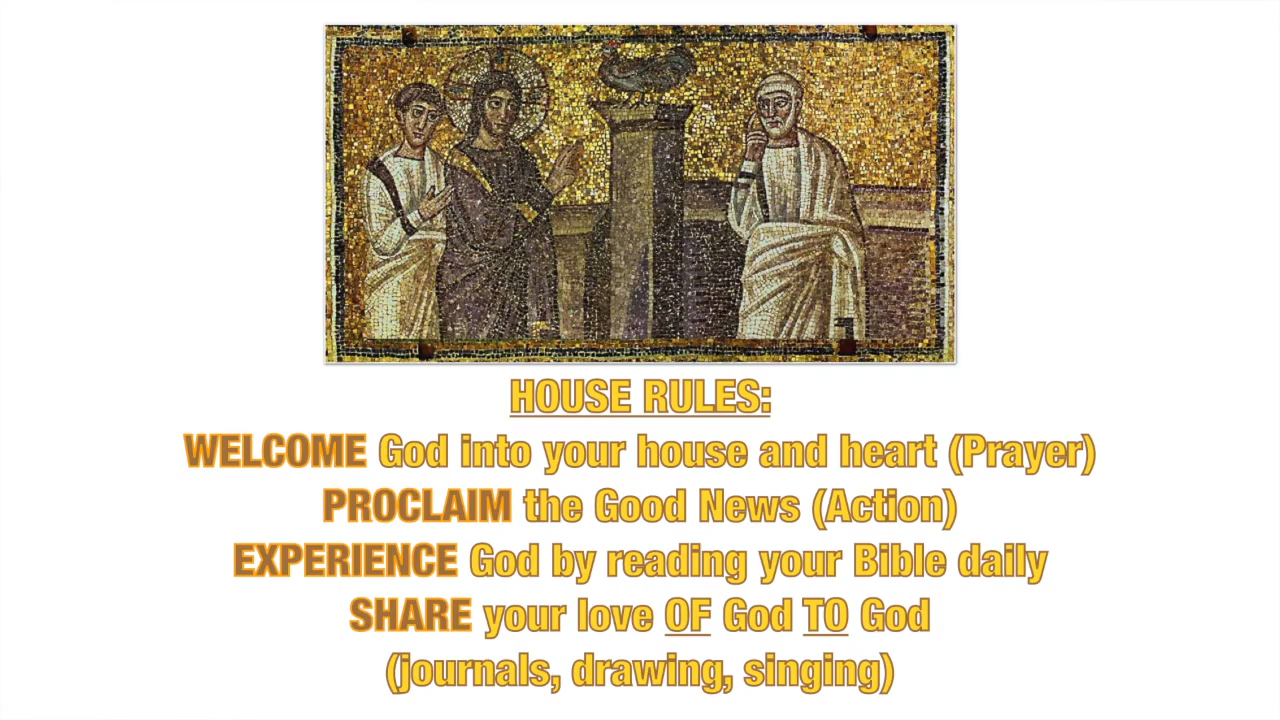 HOUSE RULES:
WELCOME God into your house and heart (Prayer)
PROCLAIM the Good News (Action)
EXPERIENCE God by reading your Bible daily
SHARE your love OF God TO God
(journals, drawing, singing)